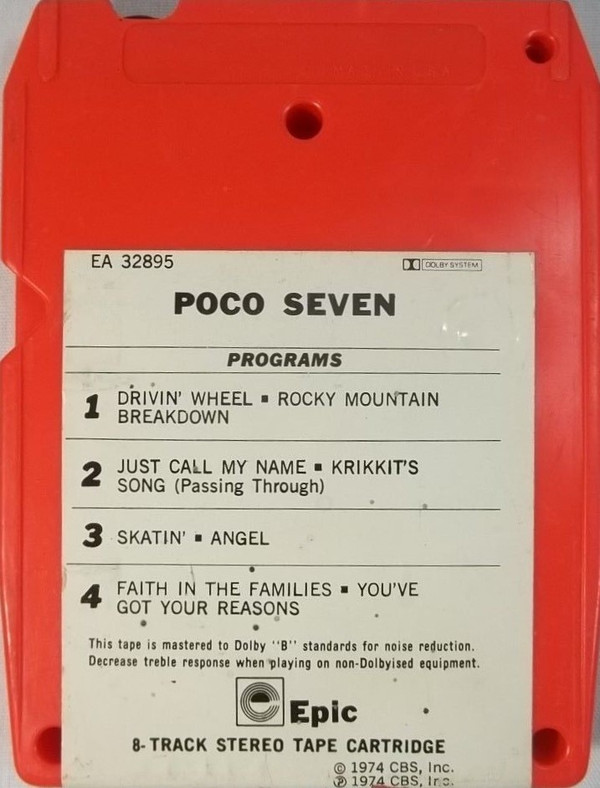 EA 32895
DOLBY SYSTEM
POCO SEVEN
PROGRAMS
1 DRIVIN' WHEEL ▪ ROCKY MOUNTAIN
BREAKDOWN
2 JUST CALL MY NAME ▪ KRIKKIT'S
SONG (Passing Through)
3 SKATIN' ▪ ANGEL
4 FAITH IN THE FAMILIES ▪ YOU'VE
GOT YOUR REASONS
This tape is mastered to Dolby "B" standards for noise reduction.
Decrease treble response when playing on non-Dolbyised equipment.
Epic
8-TRACK STEREO TAPE CARTRIDGE
© 1974 CBS, Inc.
℗ 1974 CBS, Inc.